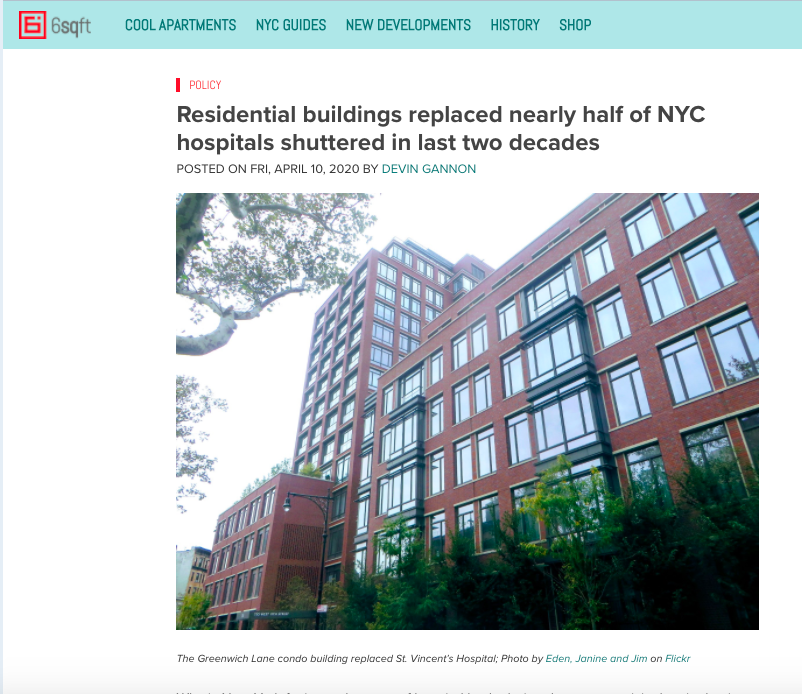 6sqft
COOL APARTMENTS NYC GUIDES NEW DEVELOPMENTS HISTORY SHOP
POLICY
Residential buildings replaced nearly half of NYC
hospitals shuttered in last two decades
POSTED ON FRI, APRIL 10, 2020 BY DEVIN GANNON
The Greenwich Lane condo building replaced St. Vincent's Hospital; Photo by Eden, Janine and Jim on Flickr